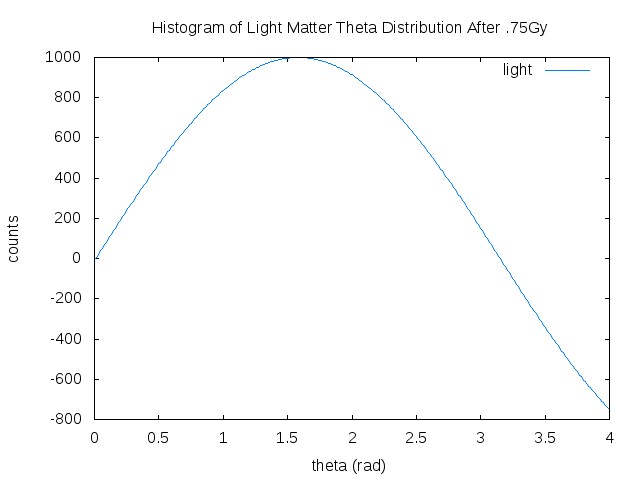 Histogram of Light Matter Theta Distribution After .75Gy
light
1000
800
600
400
200
0
-200
-400
-600
-800
counts
0 0.5 1 1.5 2 2.5 3 3.5 4
theta (rad)